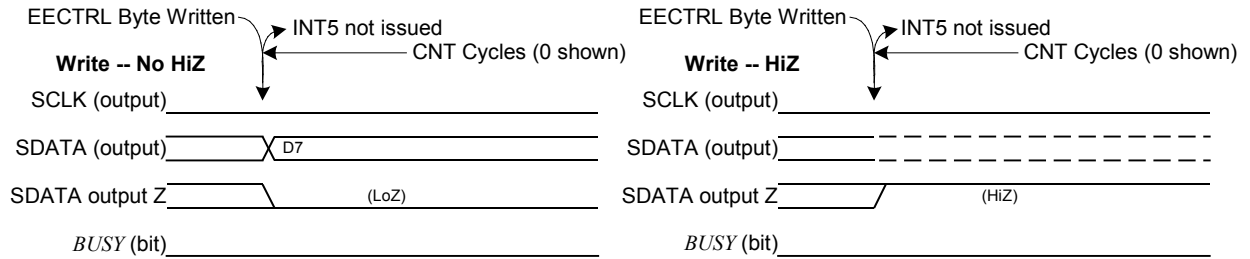 EECTRL Byte Written
INT5 not issued
CNT Cycles (0 shown)
Write -- No HiZ
SCLK (output)
SDATA (output)
D7
SDATA output Z
(LoZ)
BUSY (bit)
EECTRL Byte Written
INT5 not issued
CNT Cycles (0 shown)
Write -- HiZ
SCLK (output)
SDATA (output)
SDATA output Z
(HiZ)
BUSY (bit)